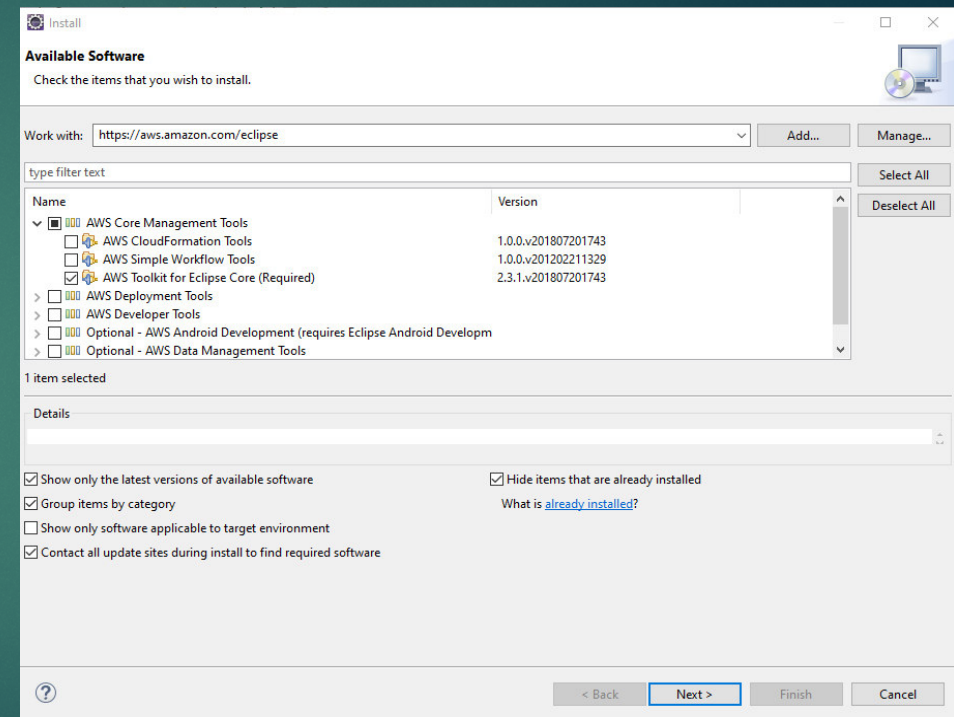 Install
Available Software
Check the items that you wish to install.
Work with: https://aws.amazon.com/eclipse Add... Manage...
type filter text Select All
Name Version Deselect All
AWS Core Management Tools
AWS CloudFormation Tools 1.0.0.v201807201743
AWS Simple Workflow Tools 1.0.0.v201202211329
AWS Toolkit for Eclipse Core (Required) 2.3.1.v201807201743
AWS Deployment Tools
AWS Developer Tools
Optional - AWS Android Development (requires Eclipse Android Developm
Optional - AWS Data Management Tools
1 item selected
Details
Show only the latest versions of available software Hide items that are already installed
Group items by category What is already installed?
Show only software applicable to target environment
Contact all update sites during install to find required software
? < Back Next > Finish Cancel